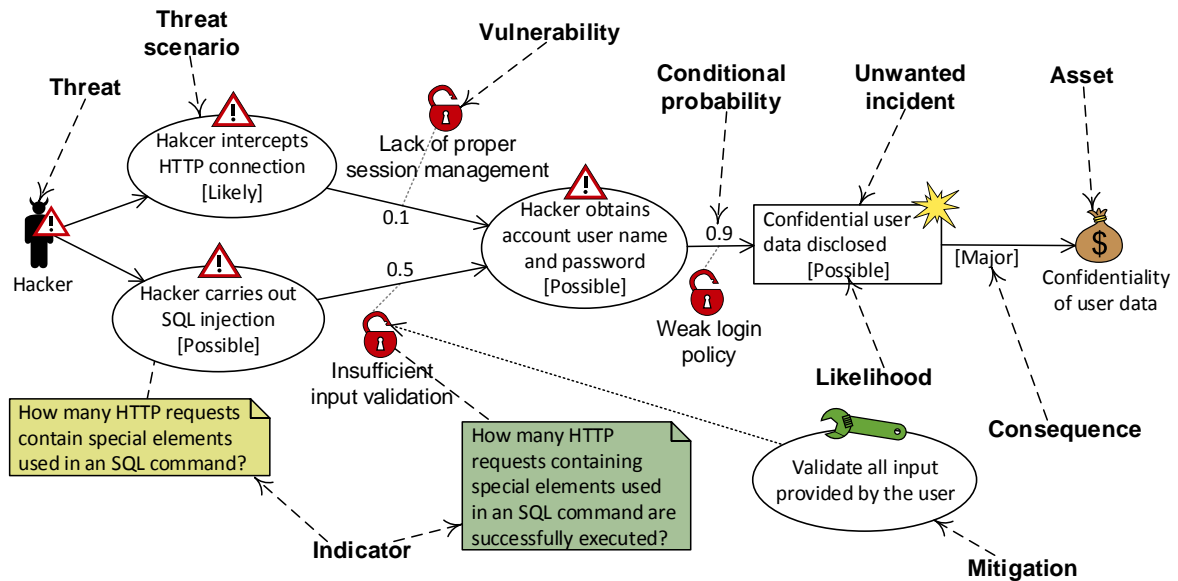 Threat
scenario
Vulnerability
Threat
Conditional
probability
Unwanted
incident
Asset
Hakcer intercepts
HTTP connection
[Likely]
Lack of proper
session management
0.1
Hacker
Hacker carries out
SQL injection
[Possible]
0.5
Hacker obtains
account user name
and password
[Possible]
0.9
Confidential user
data disclosed
[Possible]
[Major]
$
Confidentiality
of user data
Insufficient
input validation
Weak login
policy
Likelihood
Consequence
How many HTTP requests
contain special elements
used in an SQL command?
How many HTTP
requests containing
special elements used
in an SQL command are
successfully executed?
Validate all input
provided by the user
Indicator
Mitigation